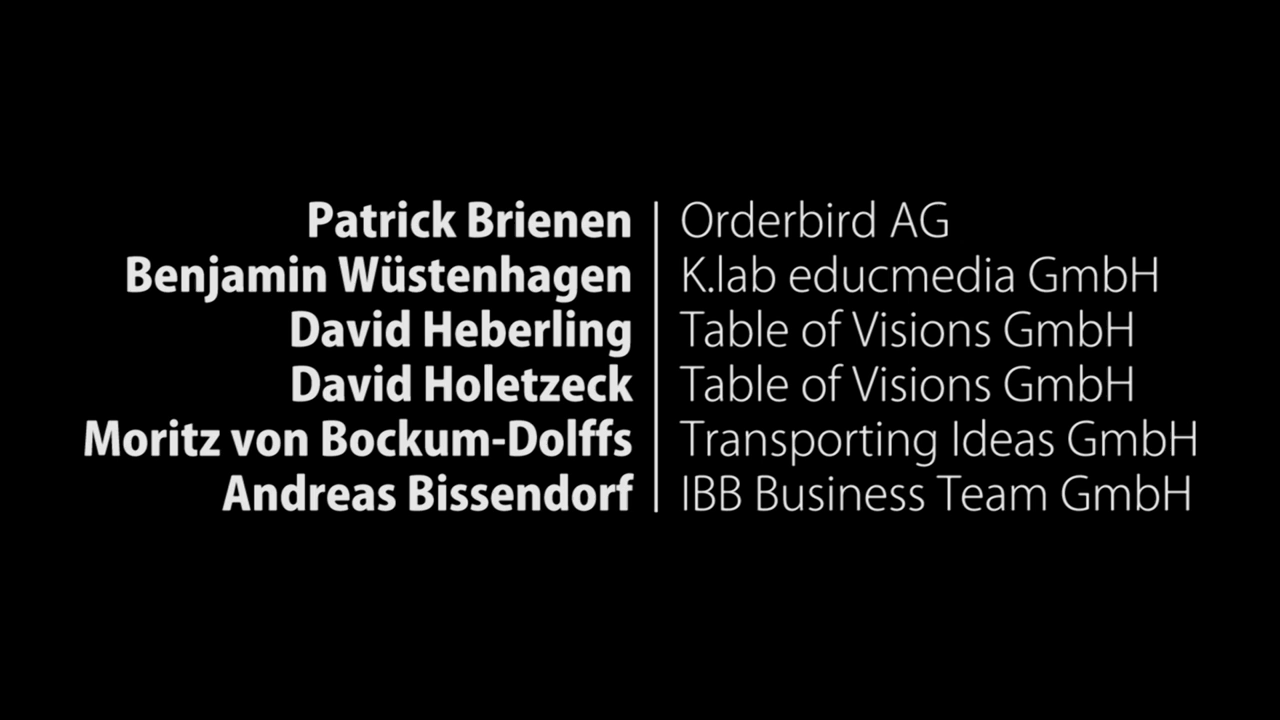 Patrick Brienen | Orderbird AG
Benjamin Wüstenhagen | K.lab educmedia GmbH
David Heberling | Table of Visions GmbH
David Holetzeck | Table of Visions GmbH
Moritz von Bockum-Dolffs | Transporting Ideas GmbH
Andreas Bissendorf | IBB Business Team GmbH